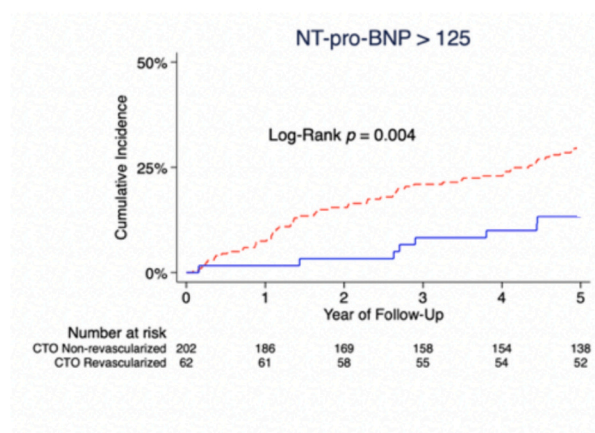 NT-pro-BNP > 125
50%
Log-Rank p = 0.004
Cumulative Incidence
25%
0%
0 1 2 3 4 5
Year of Follow-Up
Number at risk
CTO Non-revascularized 202 186 169 158 154 138
CTO Revascularized 62 61 58 55 54 52